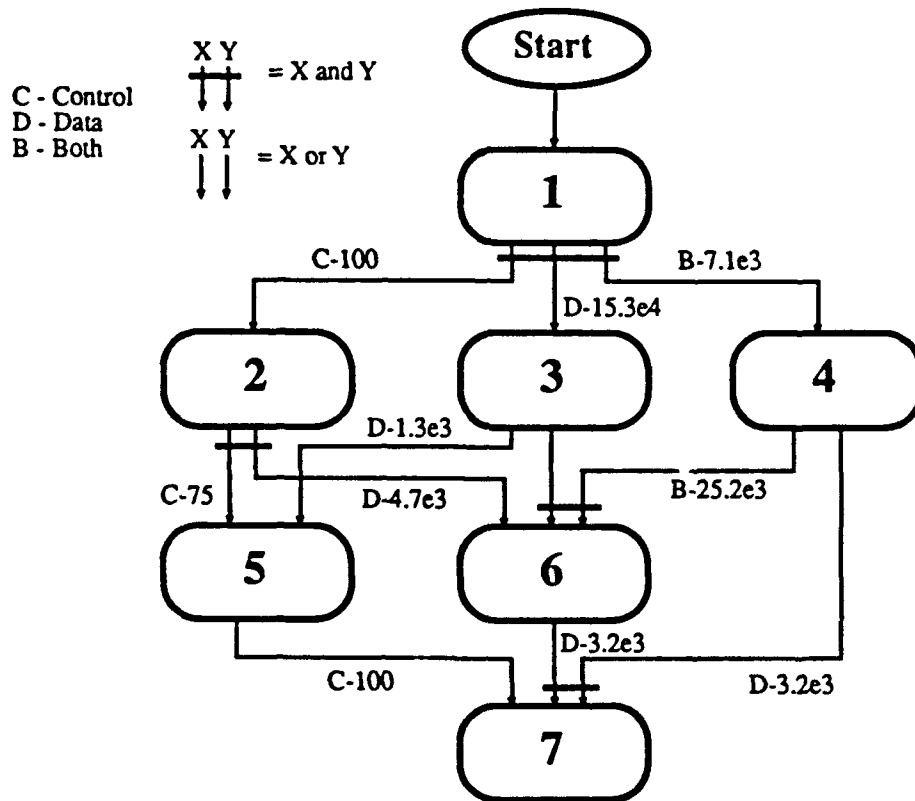 Start
X Y
= X and Y
C - Control
D - Data
B - Both
X Y
= X or Y
1
C-100
B-7.1e3
D-15.3e4
2
3
4
D-1.3e3
C-75
D-4.7e3
B-25.2e3
5
6
D-3.2e3
C-100
D-3.2e3
7